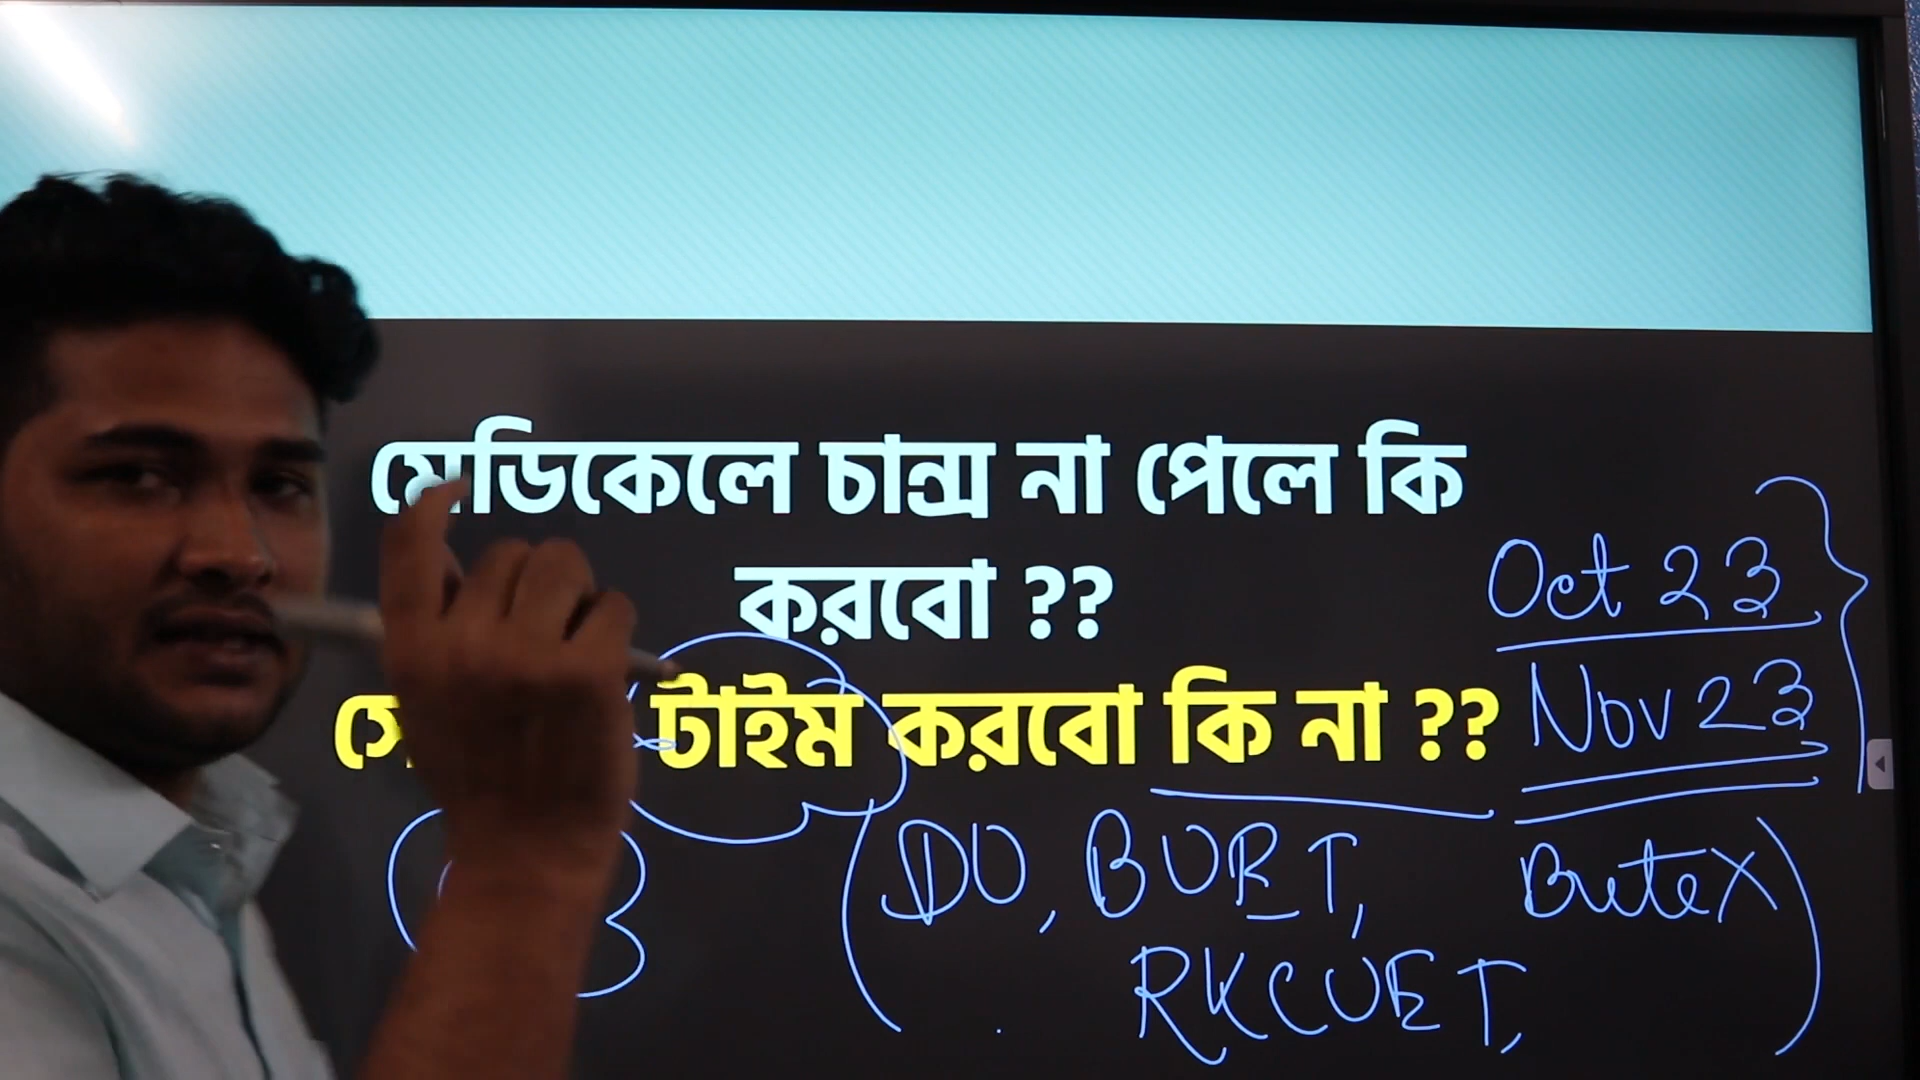 মেডিকেলে চান্স না পেলে কি
করবো ??
টাইম করবো কি না ??
Oct 23
Nov 23
DU, BUET, Butex
RKCUET,